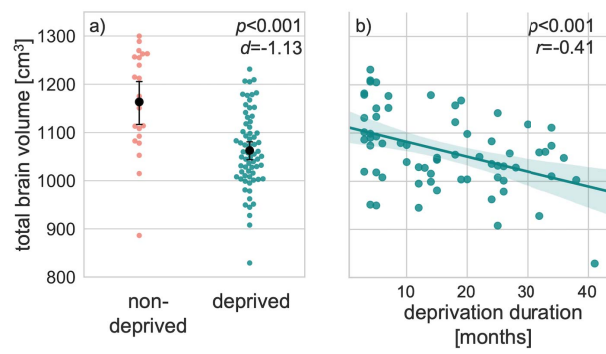 a)
p<0.001
d=-1.13
total brain volume [cm³]
1300
1200
1100
1000
900
800
non-
deprived
deprived
b)
p<0.001
r=-0.41
10
20
30
40
deprivation duration
[months]